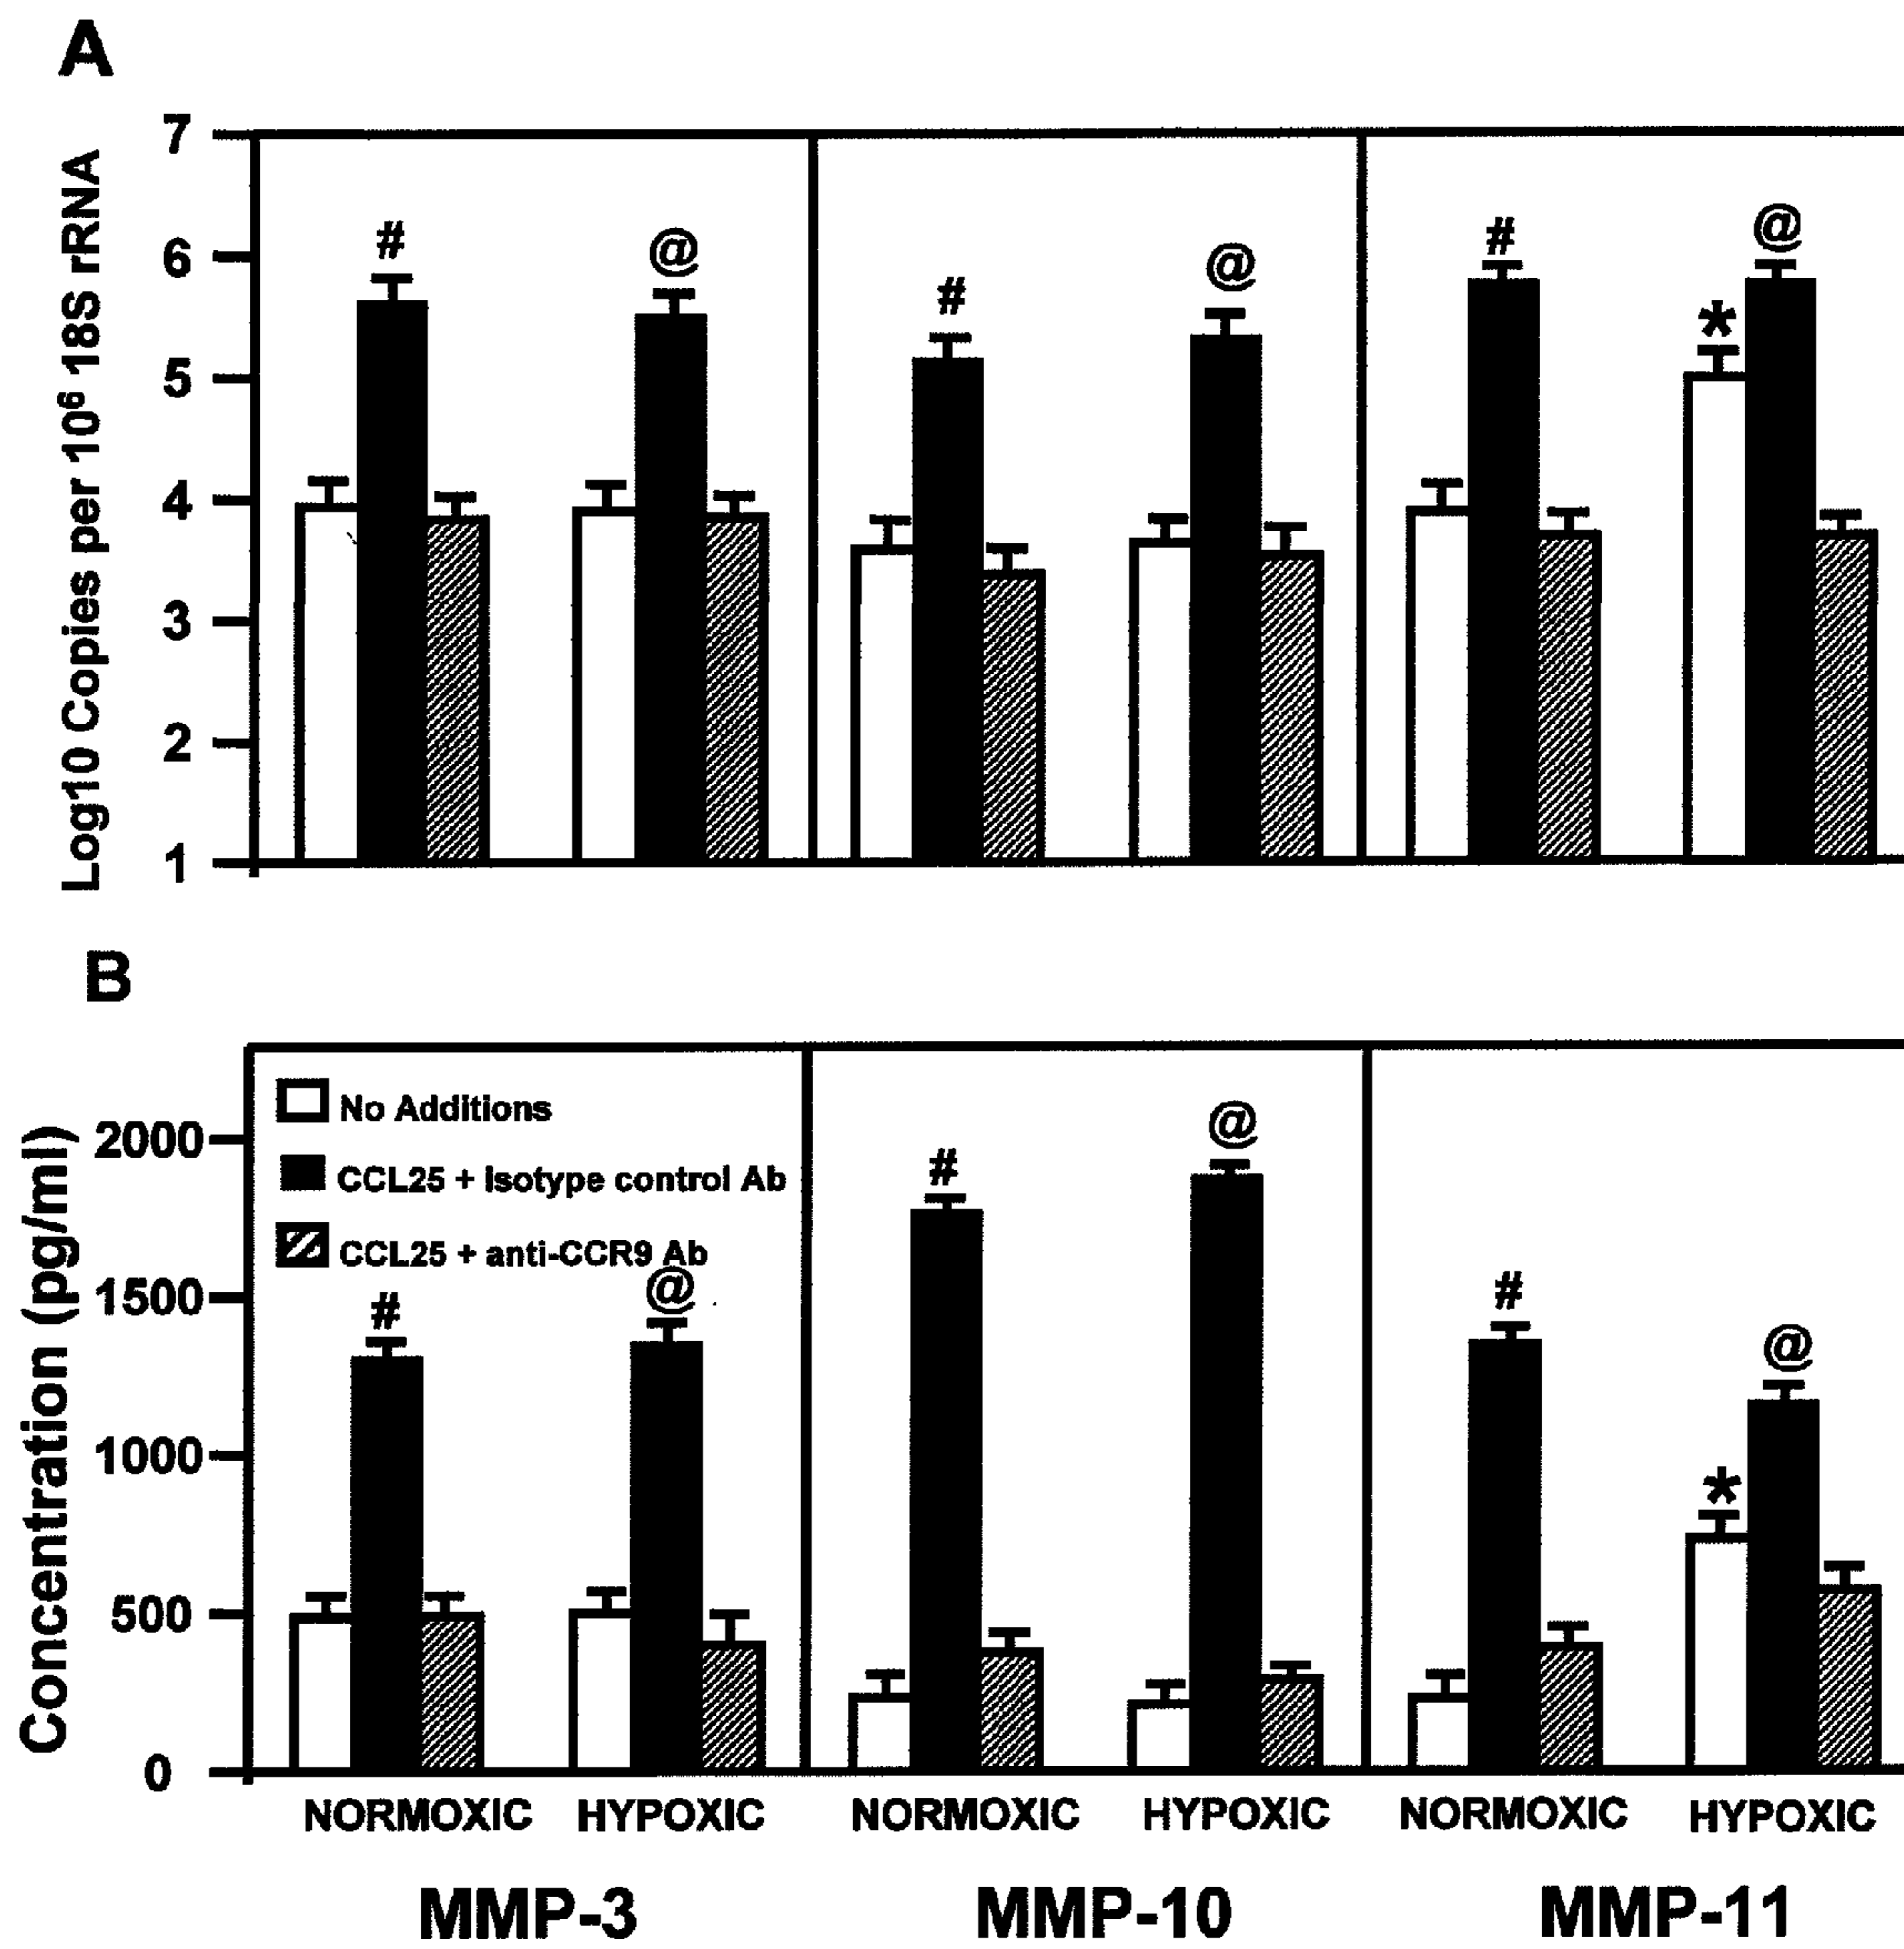 A
Log10 Copies per 10⁶ 18S rRNA
7
6
5
4
3
2
1
# @ # @ # * @
B
Concentration (pg/ml)
2000
1500
1000
500
0
No Additions
CCL25 + Isotype control Ab
CCL25 + anti-CCR9 Ab
# @ # @ # * @
NORMOXIC HYPOXIC NORMOXIC HYPOXIC NORMOXIC HYPOXIC
MMP-3 MMP-10 MMP-11